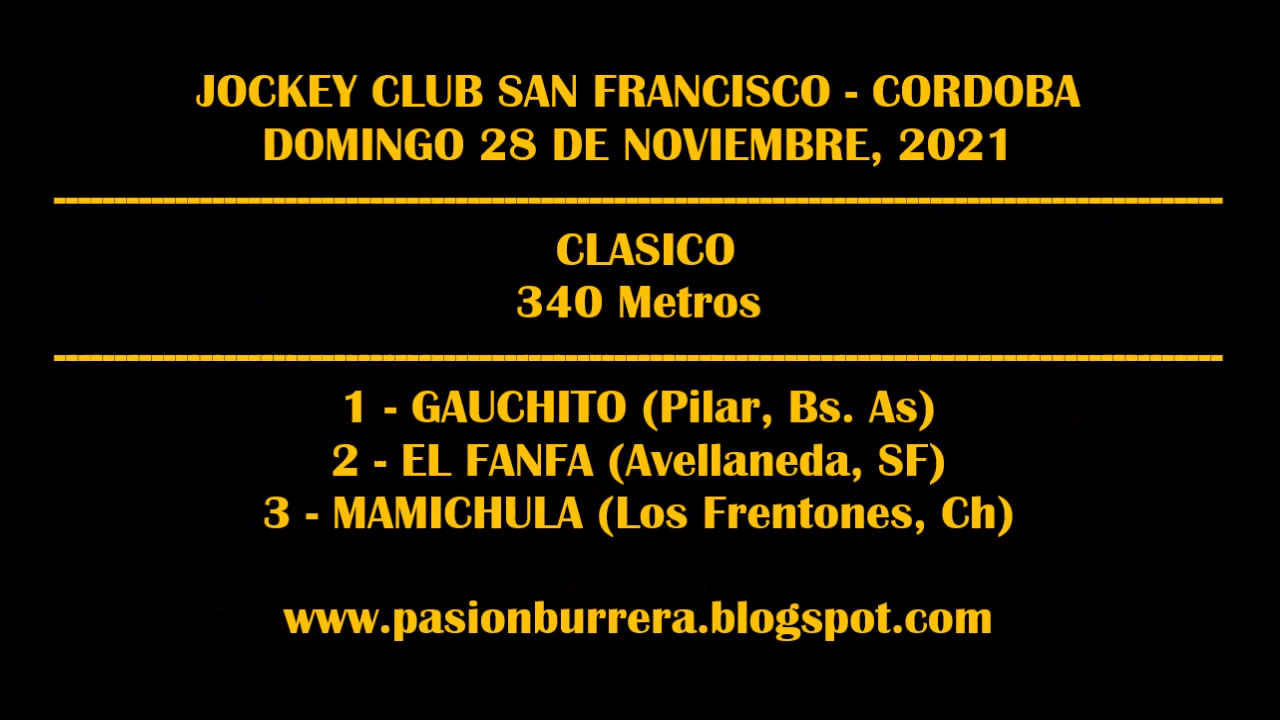 JOCKEY CLUB SAN FRANCISCO - CORDOBA
DOMINGO 28 DE NOVIEMBRE, 2021
CLASICO
340 Metros
1 - GAUCHITO (Pilar, Bs. As)
2 - EL FANFA (Avellaneda, SF)
3 - MAMICHULA (Los Frentones, Ch)
www.pasionburrera.blogspot.com